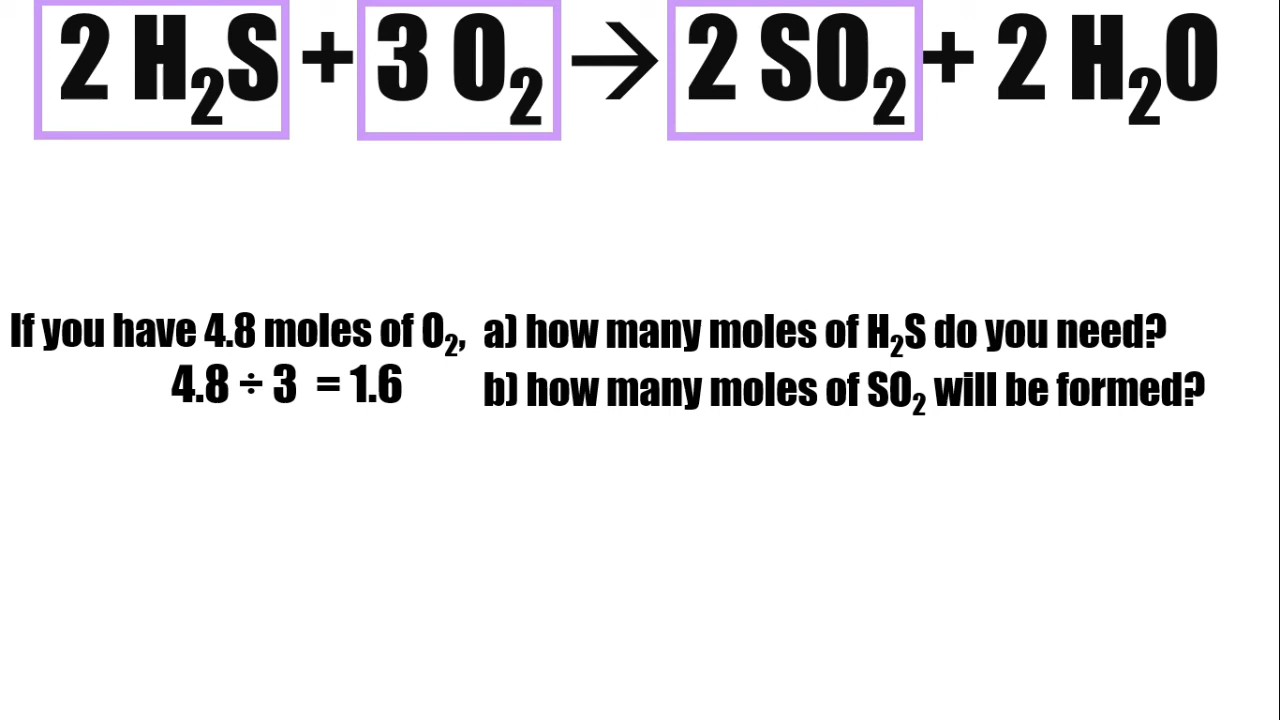 2 H₂S + 3 O₂ → 2 SO₂ + 2 H₂O
If you have 4.8 moles of O₂, a) how many moles of H₂S do you need?
4.8 ÷ 3 = 1.6 b) how many moles of SO₂ will be formed?